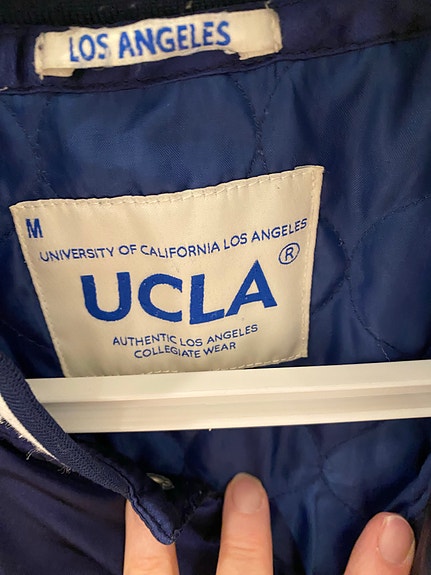 LOS ANGELES
M
UNIVERSITY OF CALIFORNIA LOS ANGELES
UCLA ®
AUTHENTIC LOS ANGELES
COLLEGIATE WEAR